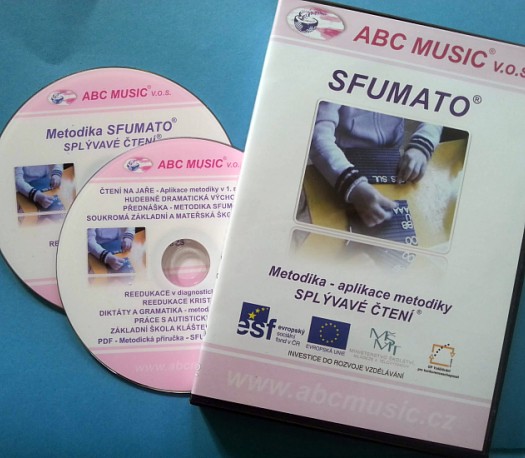 ABC MUSIC® v.o.s.
Metodika SFUMATO®
SPLÝVAVÉ ČTENÍ®
ABC MUSIC® v.o.s.
ČTENÍ NA JAŘE - Aplikace metodiky v 1.
HUDEBNĚ DRAMATICKÁ VÝCHO
PŘEDNÁŠKA - METODIKA SFUM
SOUKROMÁ ZÁKLADNÍ A MATEŘSKÁ ŠKO
REEDUKACE v diagnostick
REEDUKACE KRIST
DIKTÁTY A GRAMATIKA - metod
PRÁCE S AUTISTICK
ZÁKLADNÍ ŠKOLA KLÁŠTE
PDF - Metodická příručka - SF
ABC MUSIC® v.o.s.
SFUMATO®
Metodika - aplikace metodiky
SPLÝVAVÉ ČTENÍ®
esf evropský sociální fond v ČR
EVROPSKÁ UNIE
INVESTICE DO ROZVOJE VZDĚLÁVÁNÍ
www.abcmusic.cz